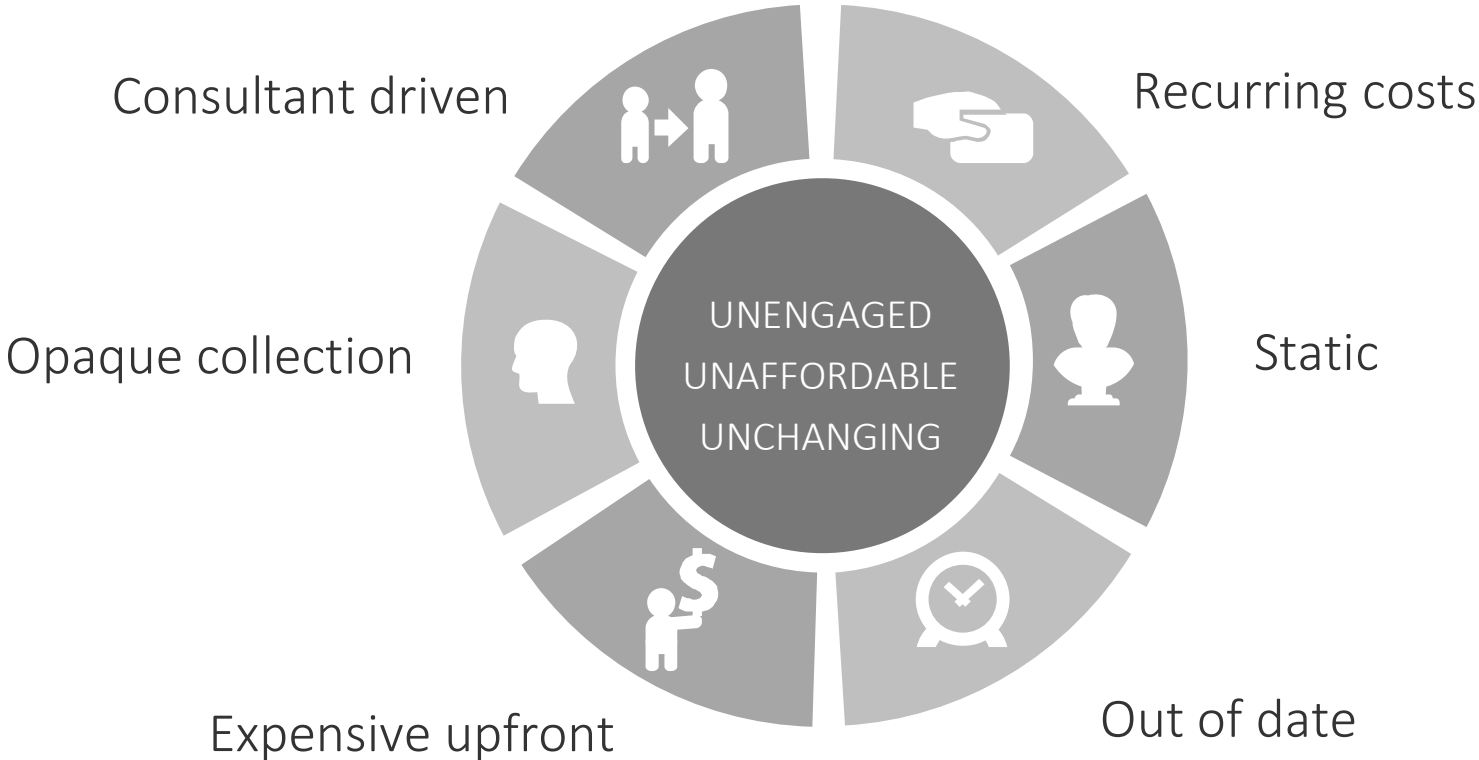 Consultant driven
Recurring costs
Opaque collection
UNENGAGED
UNAFFORDABLE
UNCHANGING
Static
Expensive upfront
Out of date